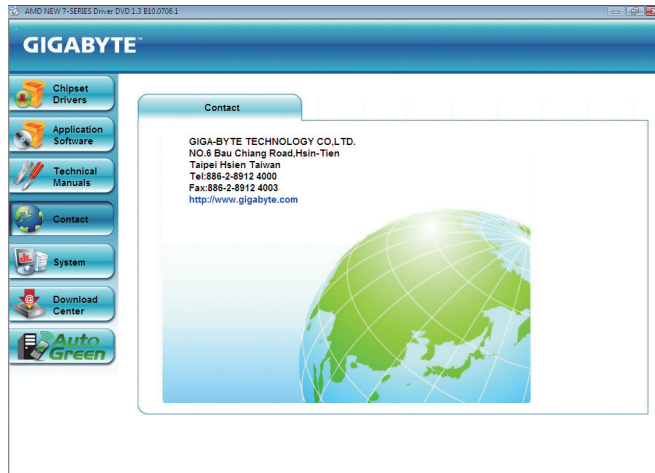 AMD NEW 7-SERIES Driver DVD 1.3 B10.0706.1
GIGABYTE™
Chipset
Drivers
Application
Software
Technical
Manuals
Contact
System
Download
Center
Auto
Green
Contact
GIGA-BYTE TECHNOLOGY CO,LTD.
NO.6 Bau Chiang Road,Hsin-Tien
Taipei Hsien Taiwan
Tel:886-2-8912 4000
Fax:886-2-8912 4003
http://www.gigabyte.com